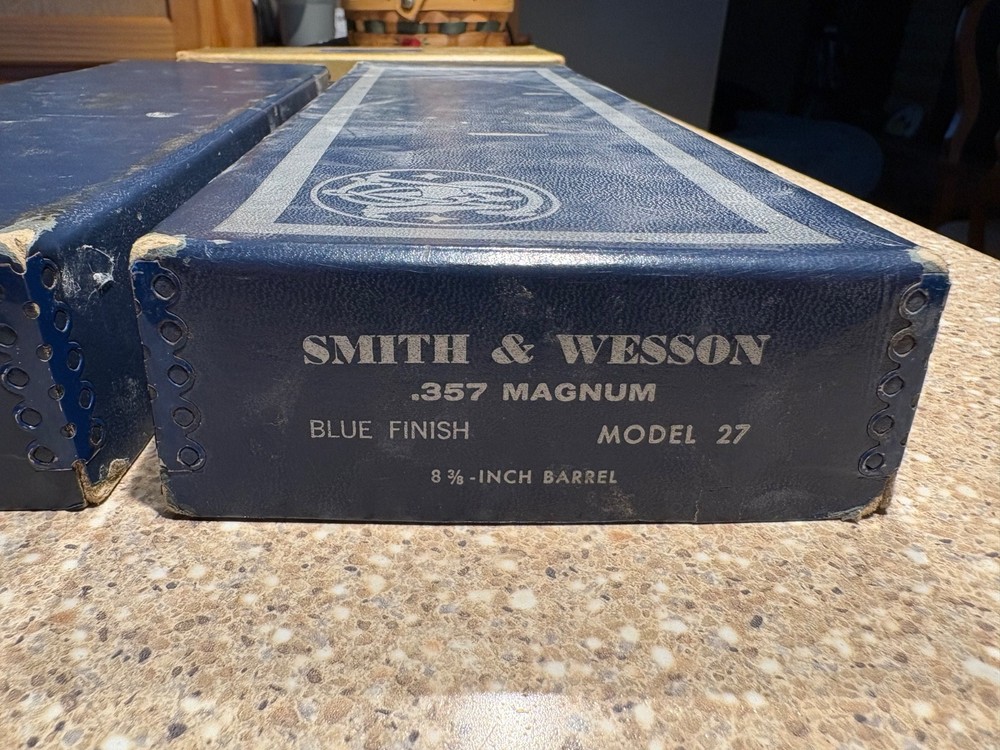 SMITH & WESSON
.357 MAGNUM
BLUE FINISH MODEL 27
8 ⅜-INCH BARREL